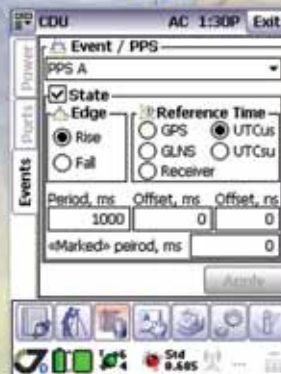 CDU AC 1:30P Exit
Power
Ports
Events
Event / PPS
PPS A
State
Edge
Rise
Fall
Reference Time
GPS UTCus
GLNS UTCsu
Receiver
Period, ms Offset, ms Offset, ns
1000 0 0
«Marked» peirod, ms 0
Apply
Std
0.685